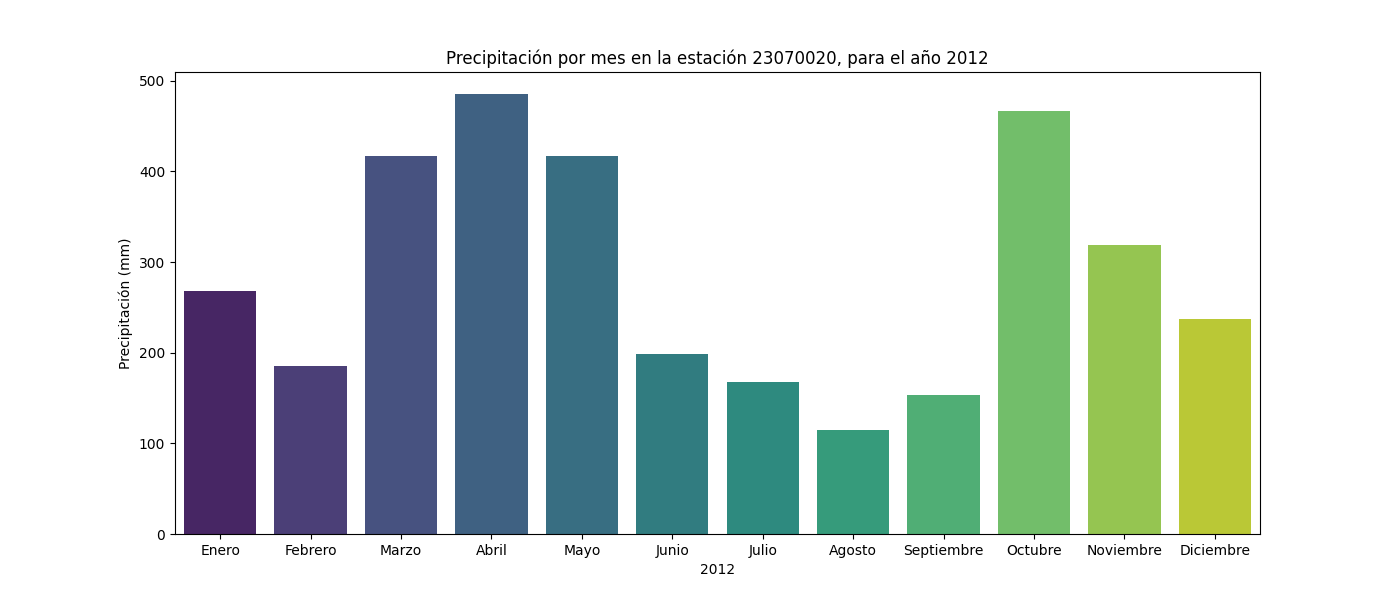 Precipitación por mes en la estación 23070020, para el año 2012
Precipitación (mm)
500
400
300
200
100
0
Enero Febrero Marzo Abril Mayo Junio Julio Agosto Septiembre Octubre Noviembre Diciembre
2012